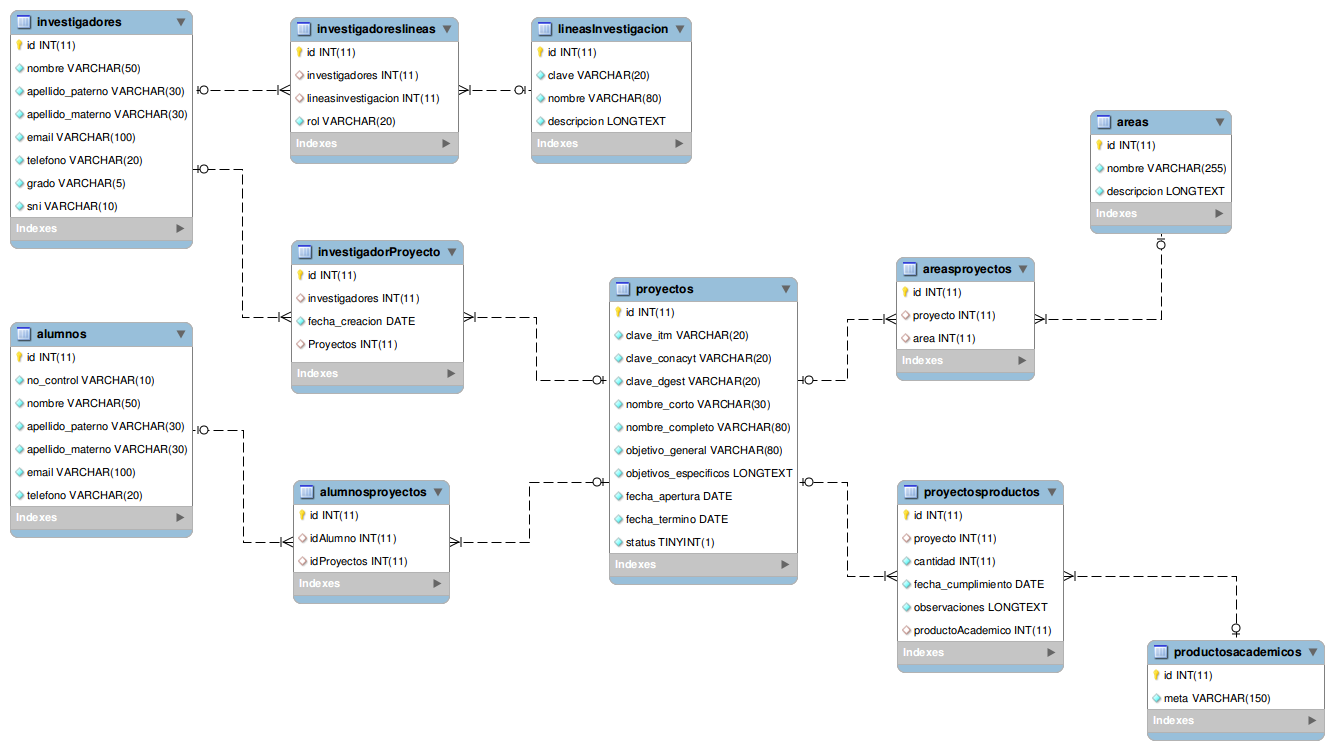 investigadores
id INT(11)
nombre VARCHAR(50)
apellido_paterno VARCHAR(30)
apellido_materno VARCHAR(30)
email VARCHAR(100)
telefono VARCHAR(20)
grado VARCHAR(5)
sni VARCHAR(10)
Indexes
investigadoreslineas
id INT(11)
investigadores INT(11)
lineasinvestigacion INT(11)
rol VARCHAR(20)
Indexes
lineasInvestigacion
id INT(11)
clave VARCHAR(20)
nombre VARCHAR(80)
descripcion LONGTEXT
Indexes
areas
id INT(11)
nombre VARCHAR(255)
descripcion LONGTEXT
Indexes
investigadorProyecto
id INT(11)
investigadores INT(11)
fecha_creacion DATE
Proyectos INT(11)
Indexes
proyectos
id INT(11)
clave_itm VARCHAR(20)
clave_conacyt VARCHAR(20)
clave_dgest VARCHAR(20)
nombre_corto VARCHAR(30)
nombre_completo VARCHAR(80)
objetivo_general VARCHAR(80)
objetivos_especificos LONGTEXT
fecha_apertura DATE
fecha_termino DATE
status TINYINT(1)
Indexes
areasproyectos
id INT(11)
proyecto INT(11)
area INT(11)
Indexes
alumnos
id INT(11)
no_control VARCHAR(10)
nombre VARCHAR(50)
apellido_paterno VARCHAR(30)
apellido_materno VARCHAR(30)
email VARCHAR(100)
telefono VARCHAR(20)
Indexes
alumnosproyectos
id INT(11)
idAlumno INT(11)
idProyectos INT(11)
Indexes
proyectosproductos
id INT(11)
proyecto INT(11)
cantidad INT(11)
fecha_cumplimiento DATE
observaciones LONGTEXT
productoAcademico INT(11)
Indexes
productosacademicos
id INT(11)
meta VARCHAR(150)
Indexes